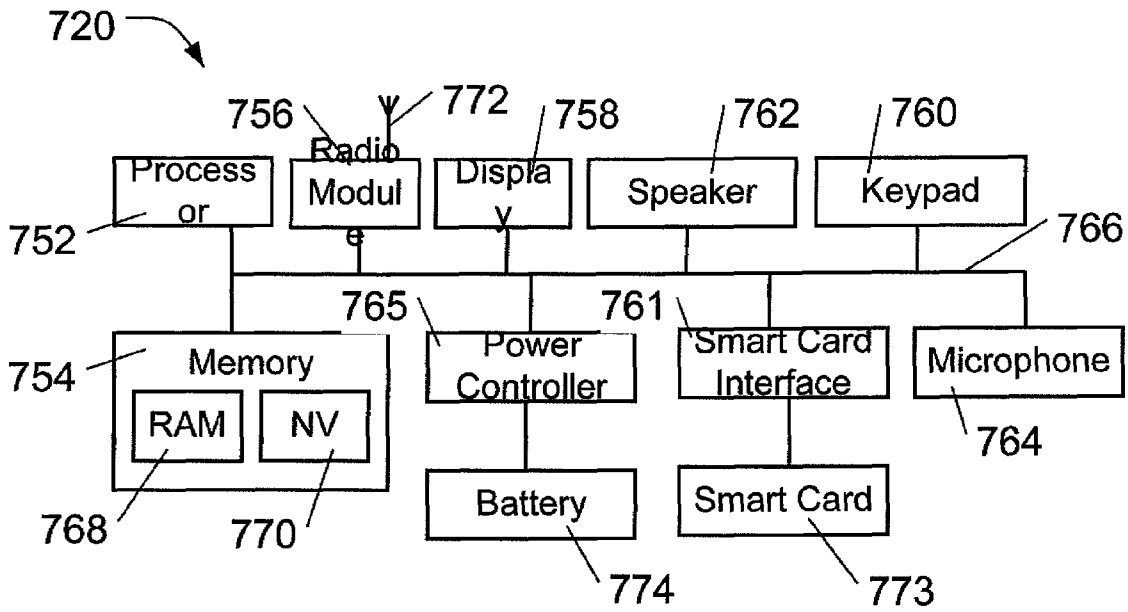 720
756
772
758
762
760
Process
or
Radio
Modul
e
Displa
y
Speaker
Keypad
752
766
765
761
754
Memory
RAM
NV
Power
Controller
Smart Card
Interface
Microphone
764
768
770
Battery
Smart Card
774
773